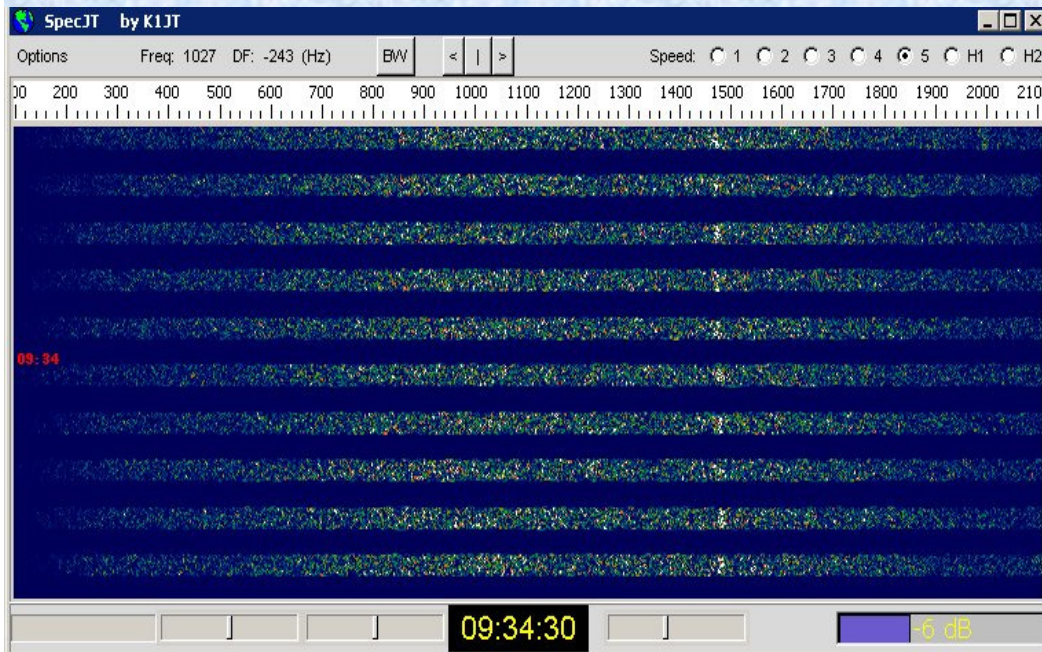 SpecJT by K1JT
Options Freq: 1027 DF: -243 (Hz) BW < | > Speed: 1 2 3 4 5 H1 H2
00 200 300 400 500 600 700 800 900 1000 1100 1200 1300 1400 1500 1600 1700 1800 1900 2000 210
09:34
09:34:30 -6 dB